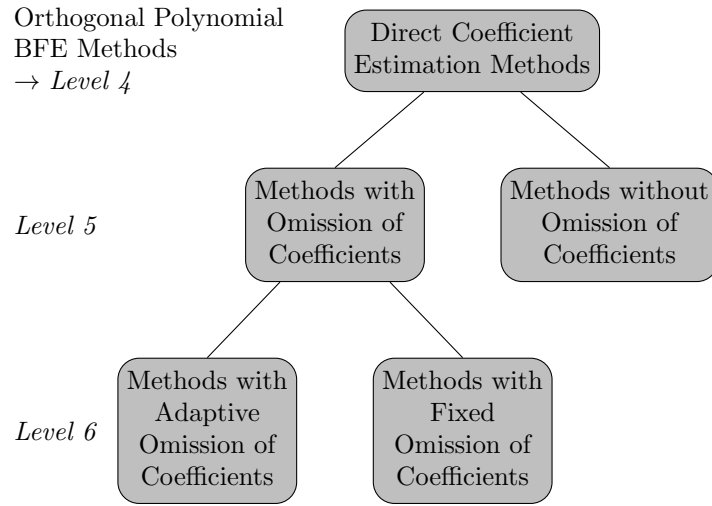 Orthogonal Polynomial
BFE Methods
→ Level 4
Direct Coefficient
Estimation Methods
Level 5
Methods with
Omission of
Coefficients
Methods without
Omission of
Coefficients
Level 6
Methods with
Adaptive
Omission of
Coefficients
Methods with
Fixed
Omission of
Coefficients